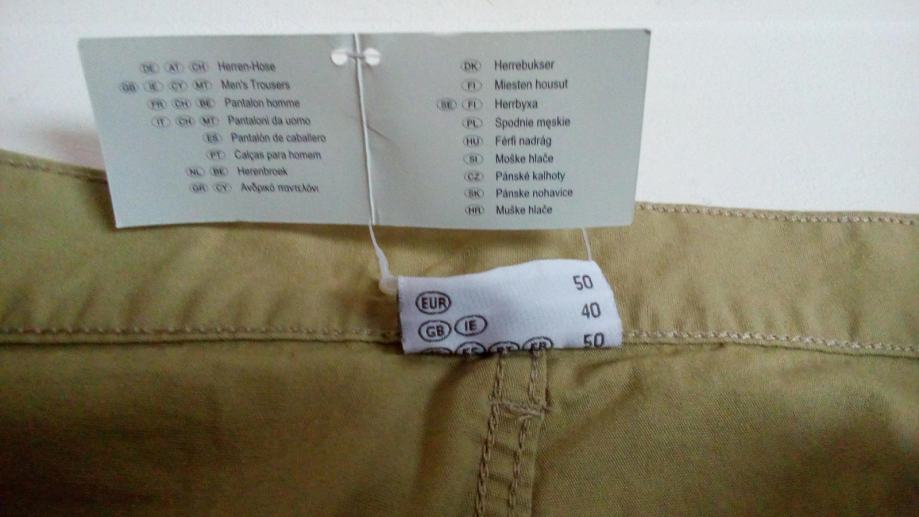 DE AT CH Herren-Hose
GB IE CY MT Men's Trousers
FR CH BE Pantalon homme
IT CH MT Pantaloni da uomo
ES Pantalón de caballero
PT Calças para homem
NL BE Herenbroek
GR CY Ανδρικό παντελόνι
DK Herrebukser
FI Miesten housut
SE FI Herrbyxa
PL Spodnie męskie
HU Férfi nadrág
SI Moške hlače
CZ Pánské kalhoty
SK Pánske nohavice
HR Muške hlače
EUR 50
GB IE 40
ES PT FR 50